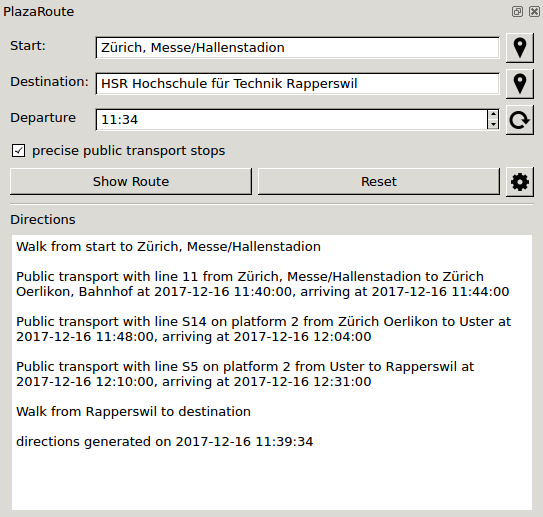 PlazaRoute
Start:
Zürich, Messe/Hallenstadion
Destination:
HSR Hochschule für Technik Rapperswil
Departure
11:34
precise public transport stops
Show Route
Reset
Directions
Walk from start to Zürich, Messe/Hallenstadion
Public transport with line 11 from Zürich, Messe/Hallenstadion to Zürich
Oerlikon, Bahnhof at 2017-12-16 11:40:00, arriving at 2017-12-16 11:44:00
Public transport with line S14 on platform 2 from Zürich Oerlikon to Uster at
2017-12-16 11:48:00, arriving at 2017-12-16 12:04:00
Public transport with line S5 on platform 2 from Uster to Rapperswil at
2017-12-16 12:10:00, arriving at 2017-12-16 12:31:00
Walk from Rapperswil to destination
directions generated on 2017-12-16 11:39:34